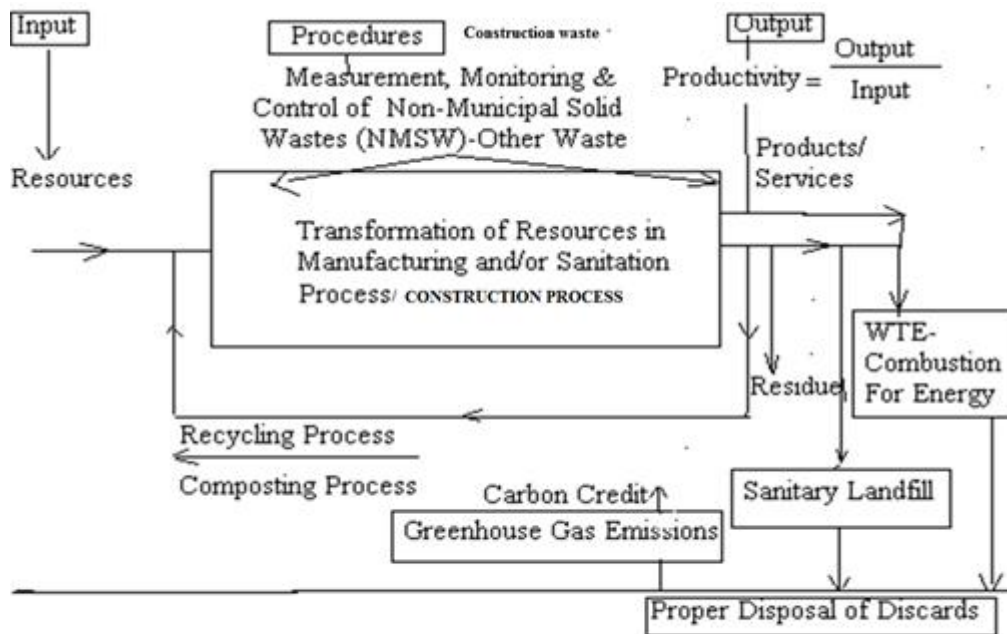 Input
Procedures
Construction waste
Output
Measurement, Monitoring &
Control of Non-Municipal Solid
Wastes (NMSW)-Other Waste
Productivity = Output
Input
Resources
Products/
Services
Transformation of Resources in
Manufacturing and/or Sanitation
Process/ CONSTRUCTION PROCESS
WTE-
Combustion
For Energy
Residue
Recycling Process
Composting Process
Carbon Credit
Greenhouse Gas Emissions
Sanitary Landfill
Proper Disposal of Discards